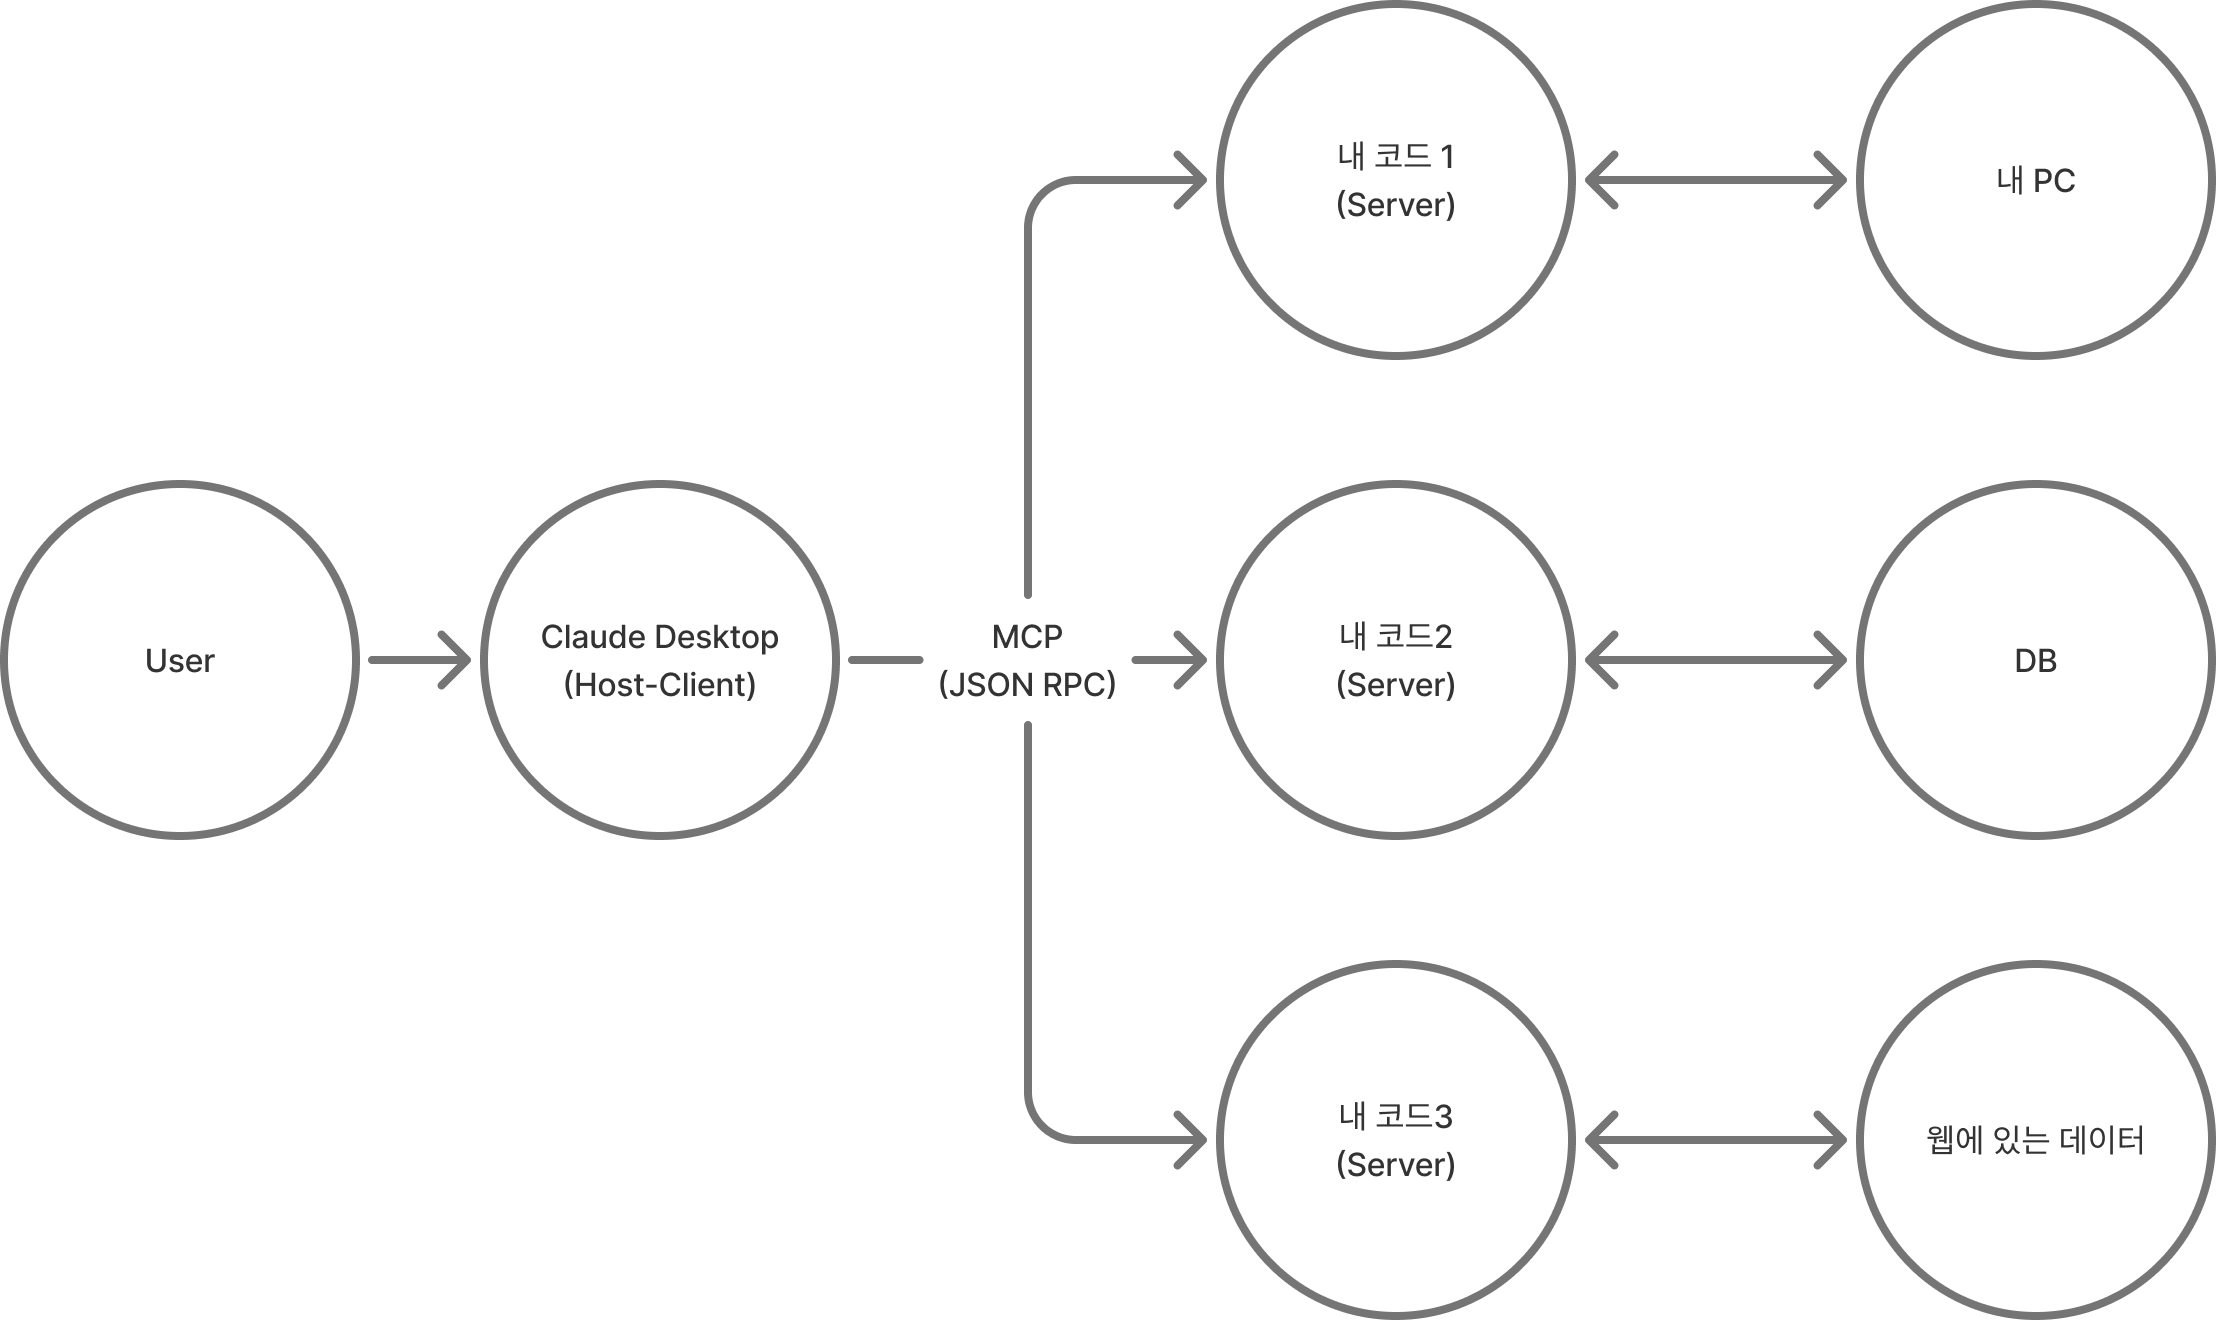 내 코드 1
(Server)
내 PC
User
Claude Desktop
(Host-Client)
MCP
(JSON RPC)
내 코드2
(Server)
DB
내 코드3
(Server)
웹에 있는 데이터